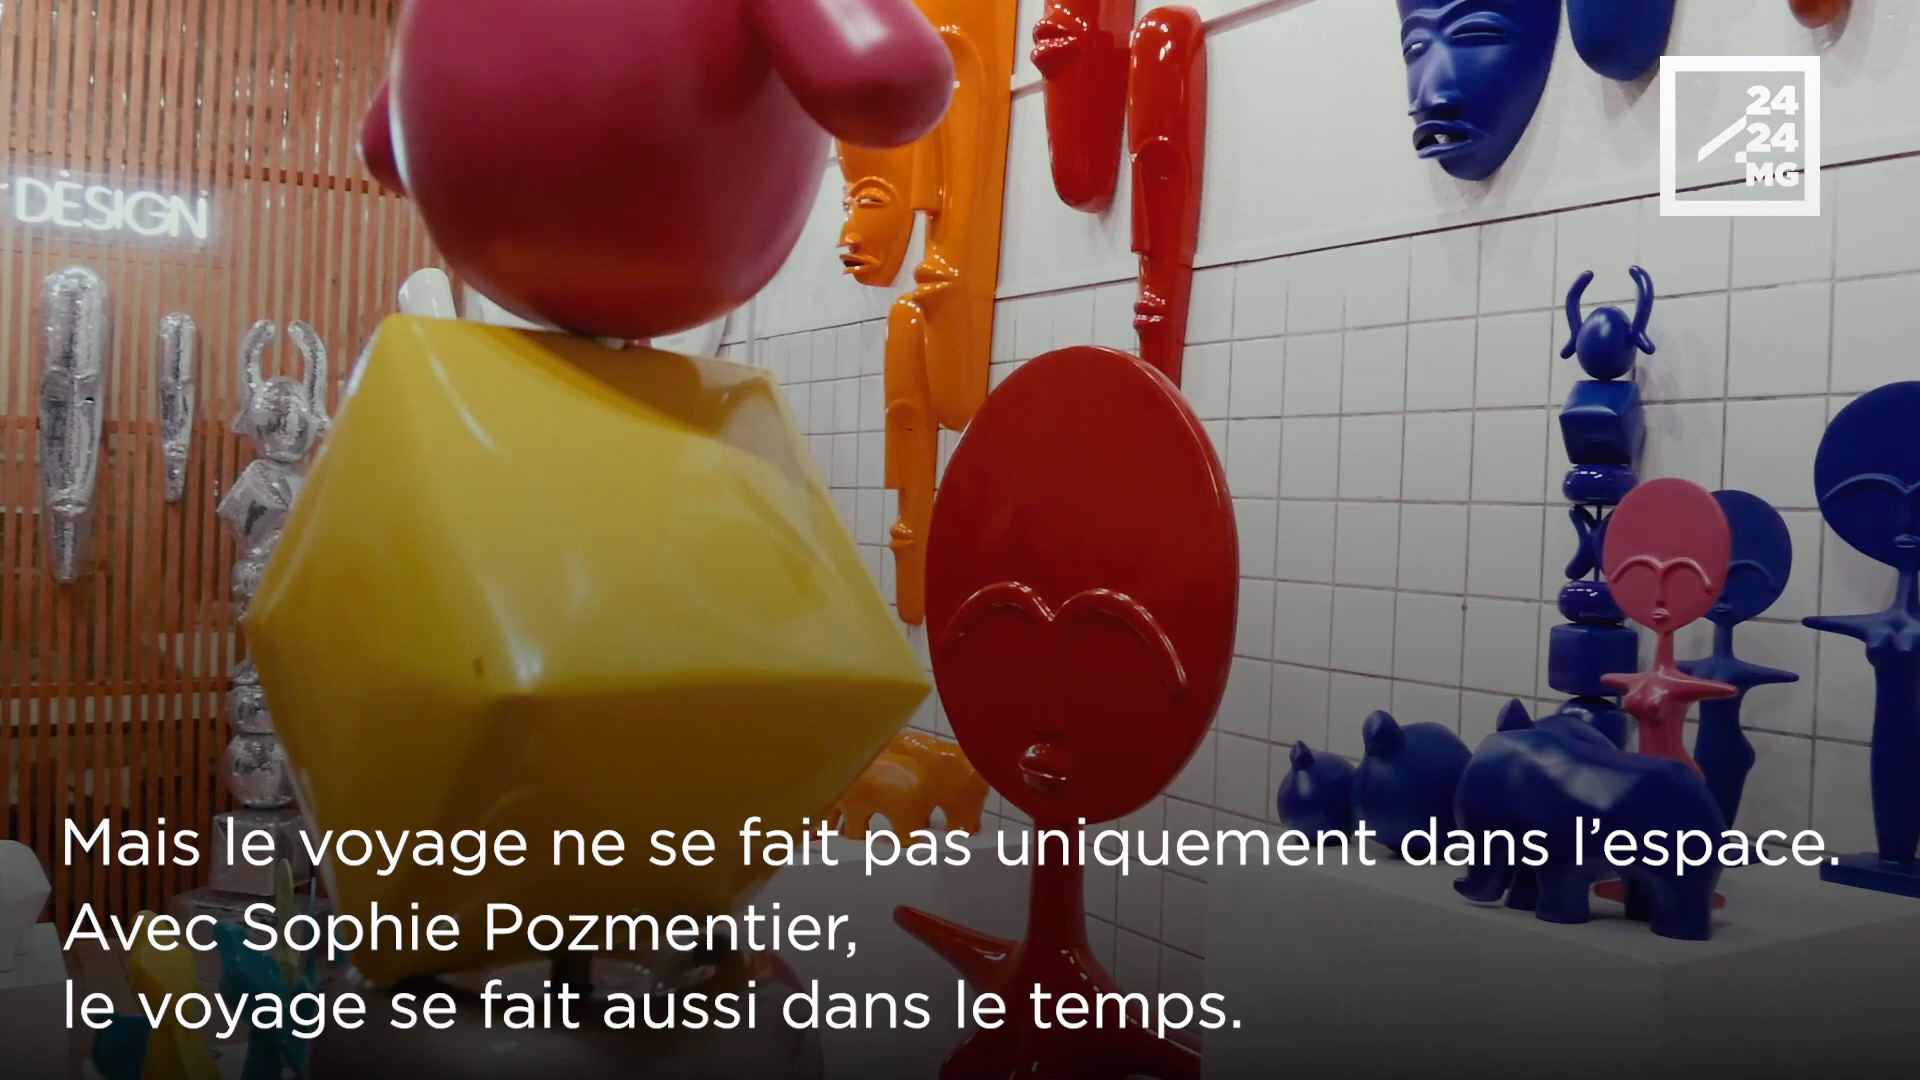 DESIGN
24
24
MG
Mais le voyage ne se fait pas uniquement dans l’espace.
Avec Sophie Pozmentier,
le voyage se fait aussi dans le temps.